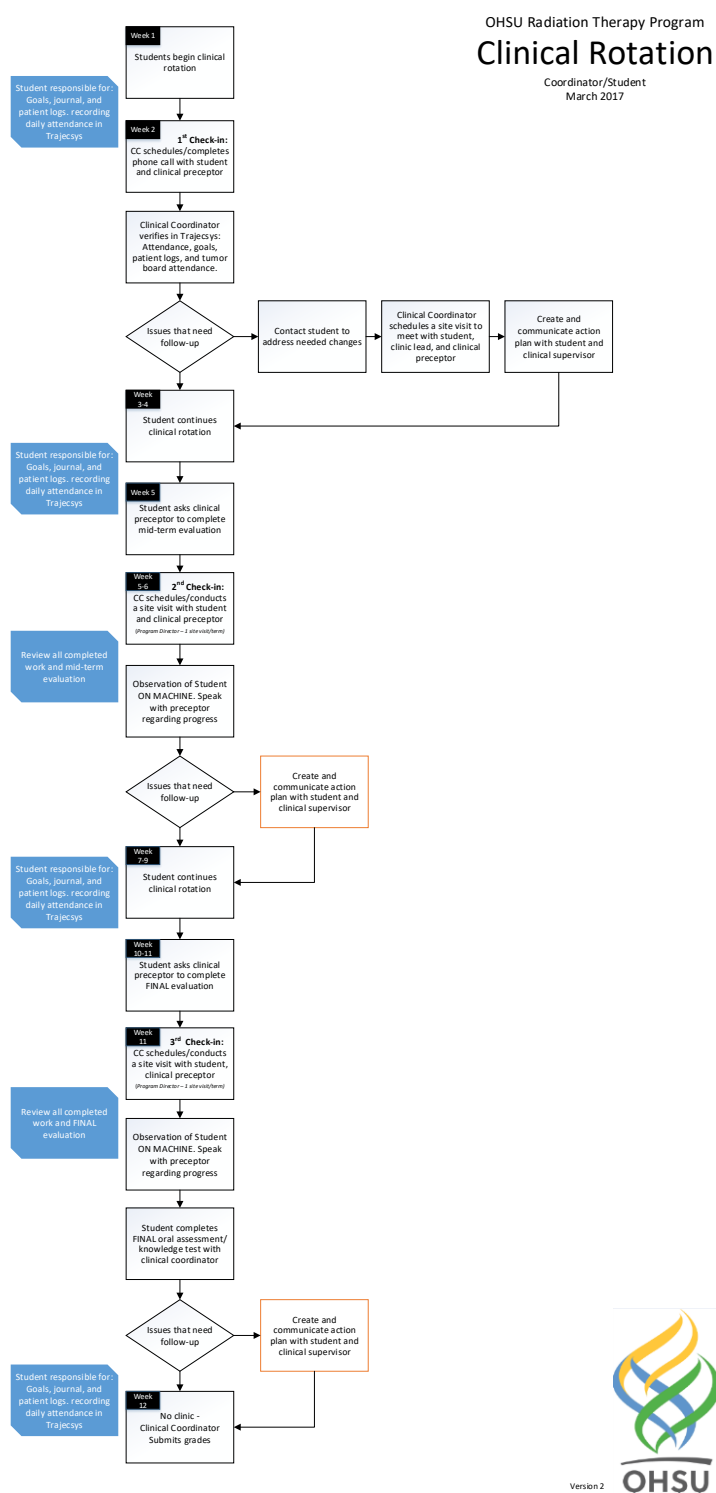 OHSU Radiation Therapy Program
Clinical Rotation
Coordinator/Student
March 2017
Week 1
Students begin clinical
rotation
Student responsible for:
Goals, journal, and
patient logs. recording
daily attendance in
Trajecsys
Week 2
1st Check-in:
CC schedules/completes
phone call with student
and clinical preceptor
Clinical Coordinator
verifies in Trajecsys:
Attendance, goals,
patient logs, and tumor
board attendance.
Issues that need
follow-up
Contact student to
address needed changes
Clinical Coordinator
schedules a site visit to
meet with student,
clinic lead, and clinical
preceptor
Create and
communicate action
plan with student and
clinical supervisor
Week
3-4
Student continues
clinical rotation
Student responsible for:
Goals, journal, and
patient logs. recording
daily attendance in
Trajecsys
Week 5
Student asks clinical
preceptor to complete
mid-term evaluation
Week
5-6
2nd Check-in:
CC schedules/conducts
a site visit with student
and clinical preceptor
(Program Director – 1 site visit/term)
Review all completed
work and mid-term
evaluation
Observation of Student
ON MACHINE. Speak
with preceptor
regarding progress
Issues that need
follow-up
Create and
communicate action
plan with student and
clinical supervisor
Week
7-9
Student continues
clinical rotation
Student responsible for:
Goals, journal, and
patient logs. recording
daily attendance in
Trajecsys
Week
10-11
Student asks clinical
preceptor to complete
FINAL evaluation
Week
11
3rd Check-in:
CC schedules/conducts
a site visit with student,
clinical preceptor
(Program Director – 1 site visit/term)
Review all completed
work and FINAL
evaluation
Observation of Student
ON MACHINE. Speak
with preceptor
regarding progress
Student completes
FINAL oral assessment/
knowledge test with
clinical coordinator
Issues that need
follow-up
Create and
communicate action
plan with student and
clinical supervisor
Student responsible for:
Goals, journal, and
patient logs. recording
daily attendance in
Trajecsys
Week
12
No clinic -
Clinical Coordinator
Submits grades
Version 2
OHSU